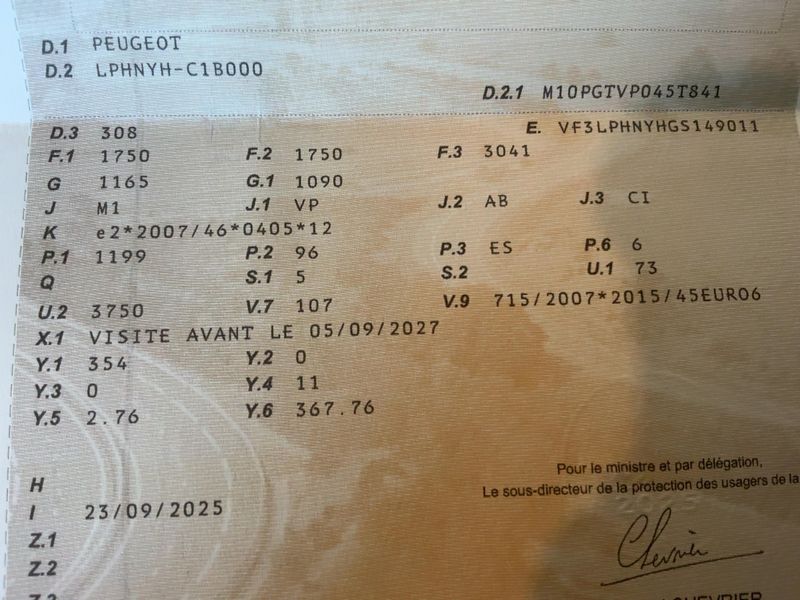 D.1 PEUGEOT
D.2 LPHNYH-C1B000
D.2.1 M10PGTVP045T841
D.3 308 E. VF3LPHNYHGS149011
F.1 1750 F.2 1750 F.3 3041
G 1165 G.1 1090
J M1 J.1 VP J.2 AB J.3 CI
K e2*2007/46*0405*12
P.1 1199 P.2 96 P.3 ES P.6 6
Q S.1 5 S.2 U.1 73
U.2 3750 V.7 107 V.9 715/2007*2015/45EURO6
X.1 VISITE AVANT LE 05/09/2027
Y.1 354 Y.2 0
Y.3 0 Y.4 11
Y.5 2.76 Y.6 367.76
H
I 23/09/2025
Z.1
Z.2
Pour le ministre et par délégation,
Le sous-directeur de la protection des usagers de la
Chevrier